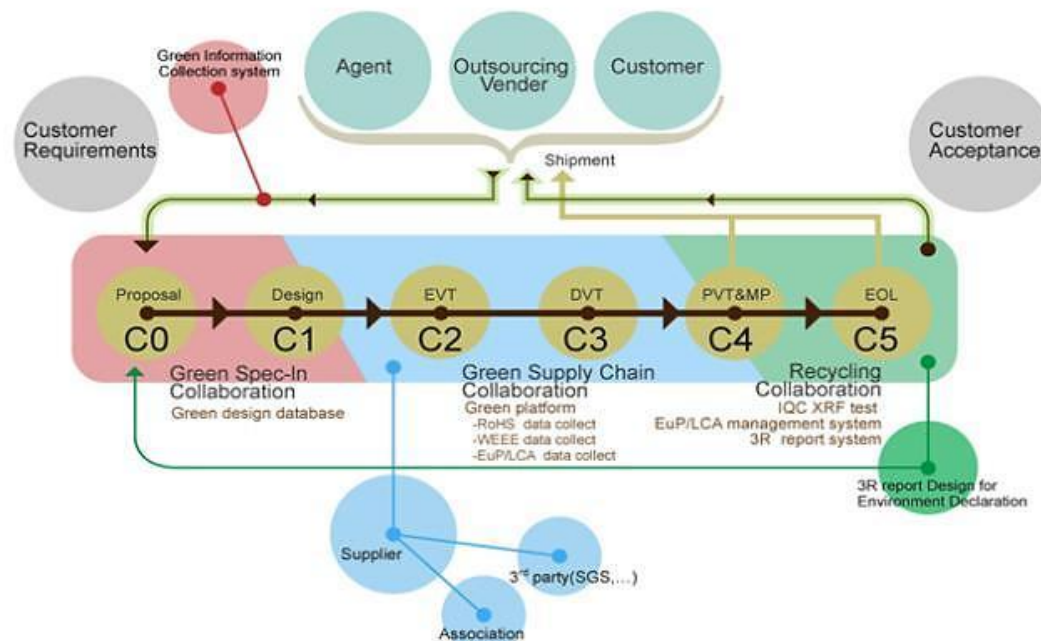 Green Information
Collection system
Agent
Outsourcing
Vender
Customer
Customer
Requirements
Customer
Acceptance
Shipment
Proposal
C0
Design
C1
EVT
C2
DVT
C3
PVT&MP
C4
EOL
C5
Green Spec-In
Collaboration
Green design database
Green Supply Chain
Collaboration
Green platform
-RoHS data collect
-WEEE data collect
-EuP/LCA data collect
Recycling
Collaboration
IQC XRF test
EuP/LCA management system
3R report system
3R report Design for
Environment Declaration
Supplier
3rd party(SGS,...)
Association